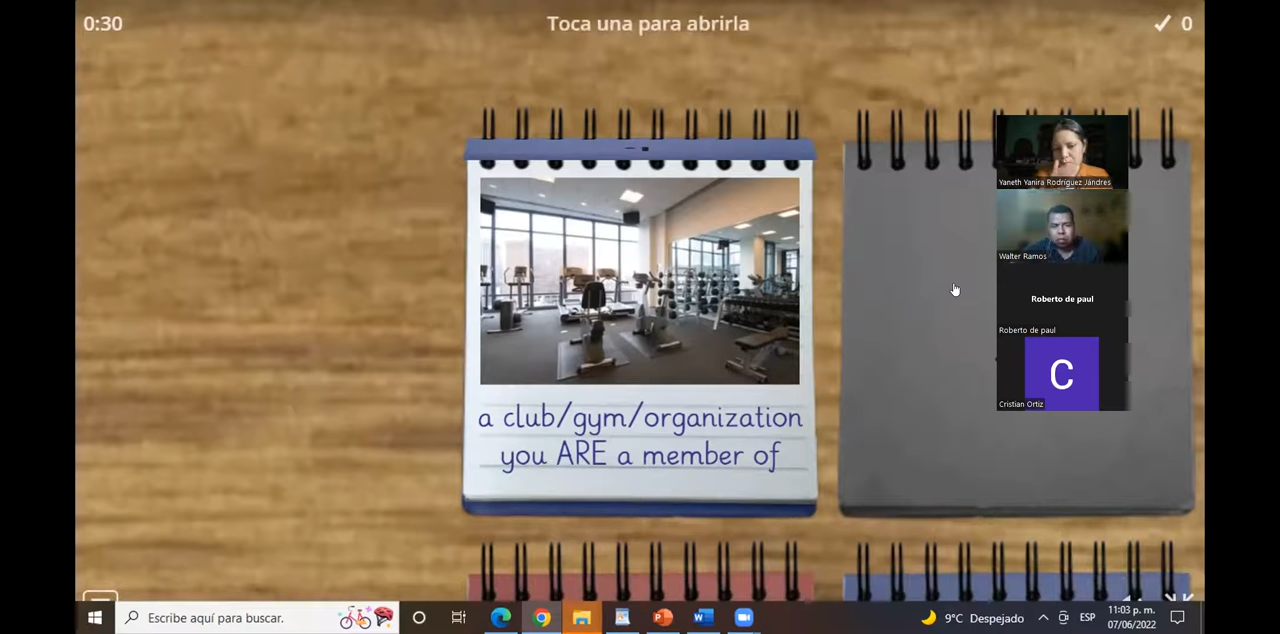 0:30
Toca una para abrirla
0
Yaneth Yanira Rodríguez Jándres
Walter Ramos
Roberto de paul
Roberto de paul
C
Cristian Ortiz
a club/gym/organization
you ARE a member of
Escribe aquí para buscar.
9°C Despejado
ESP
11:03 p. m.
07/06/2022